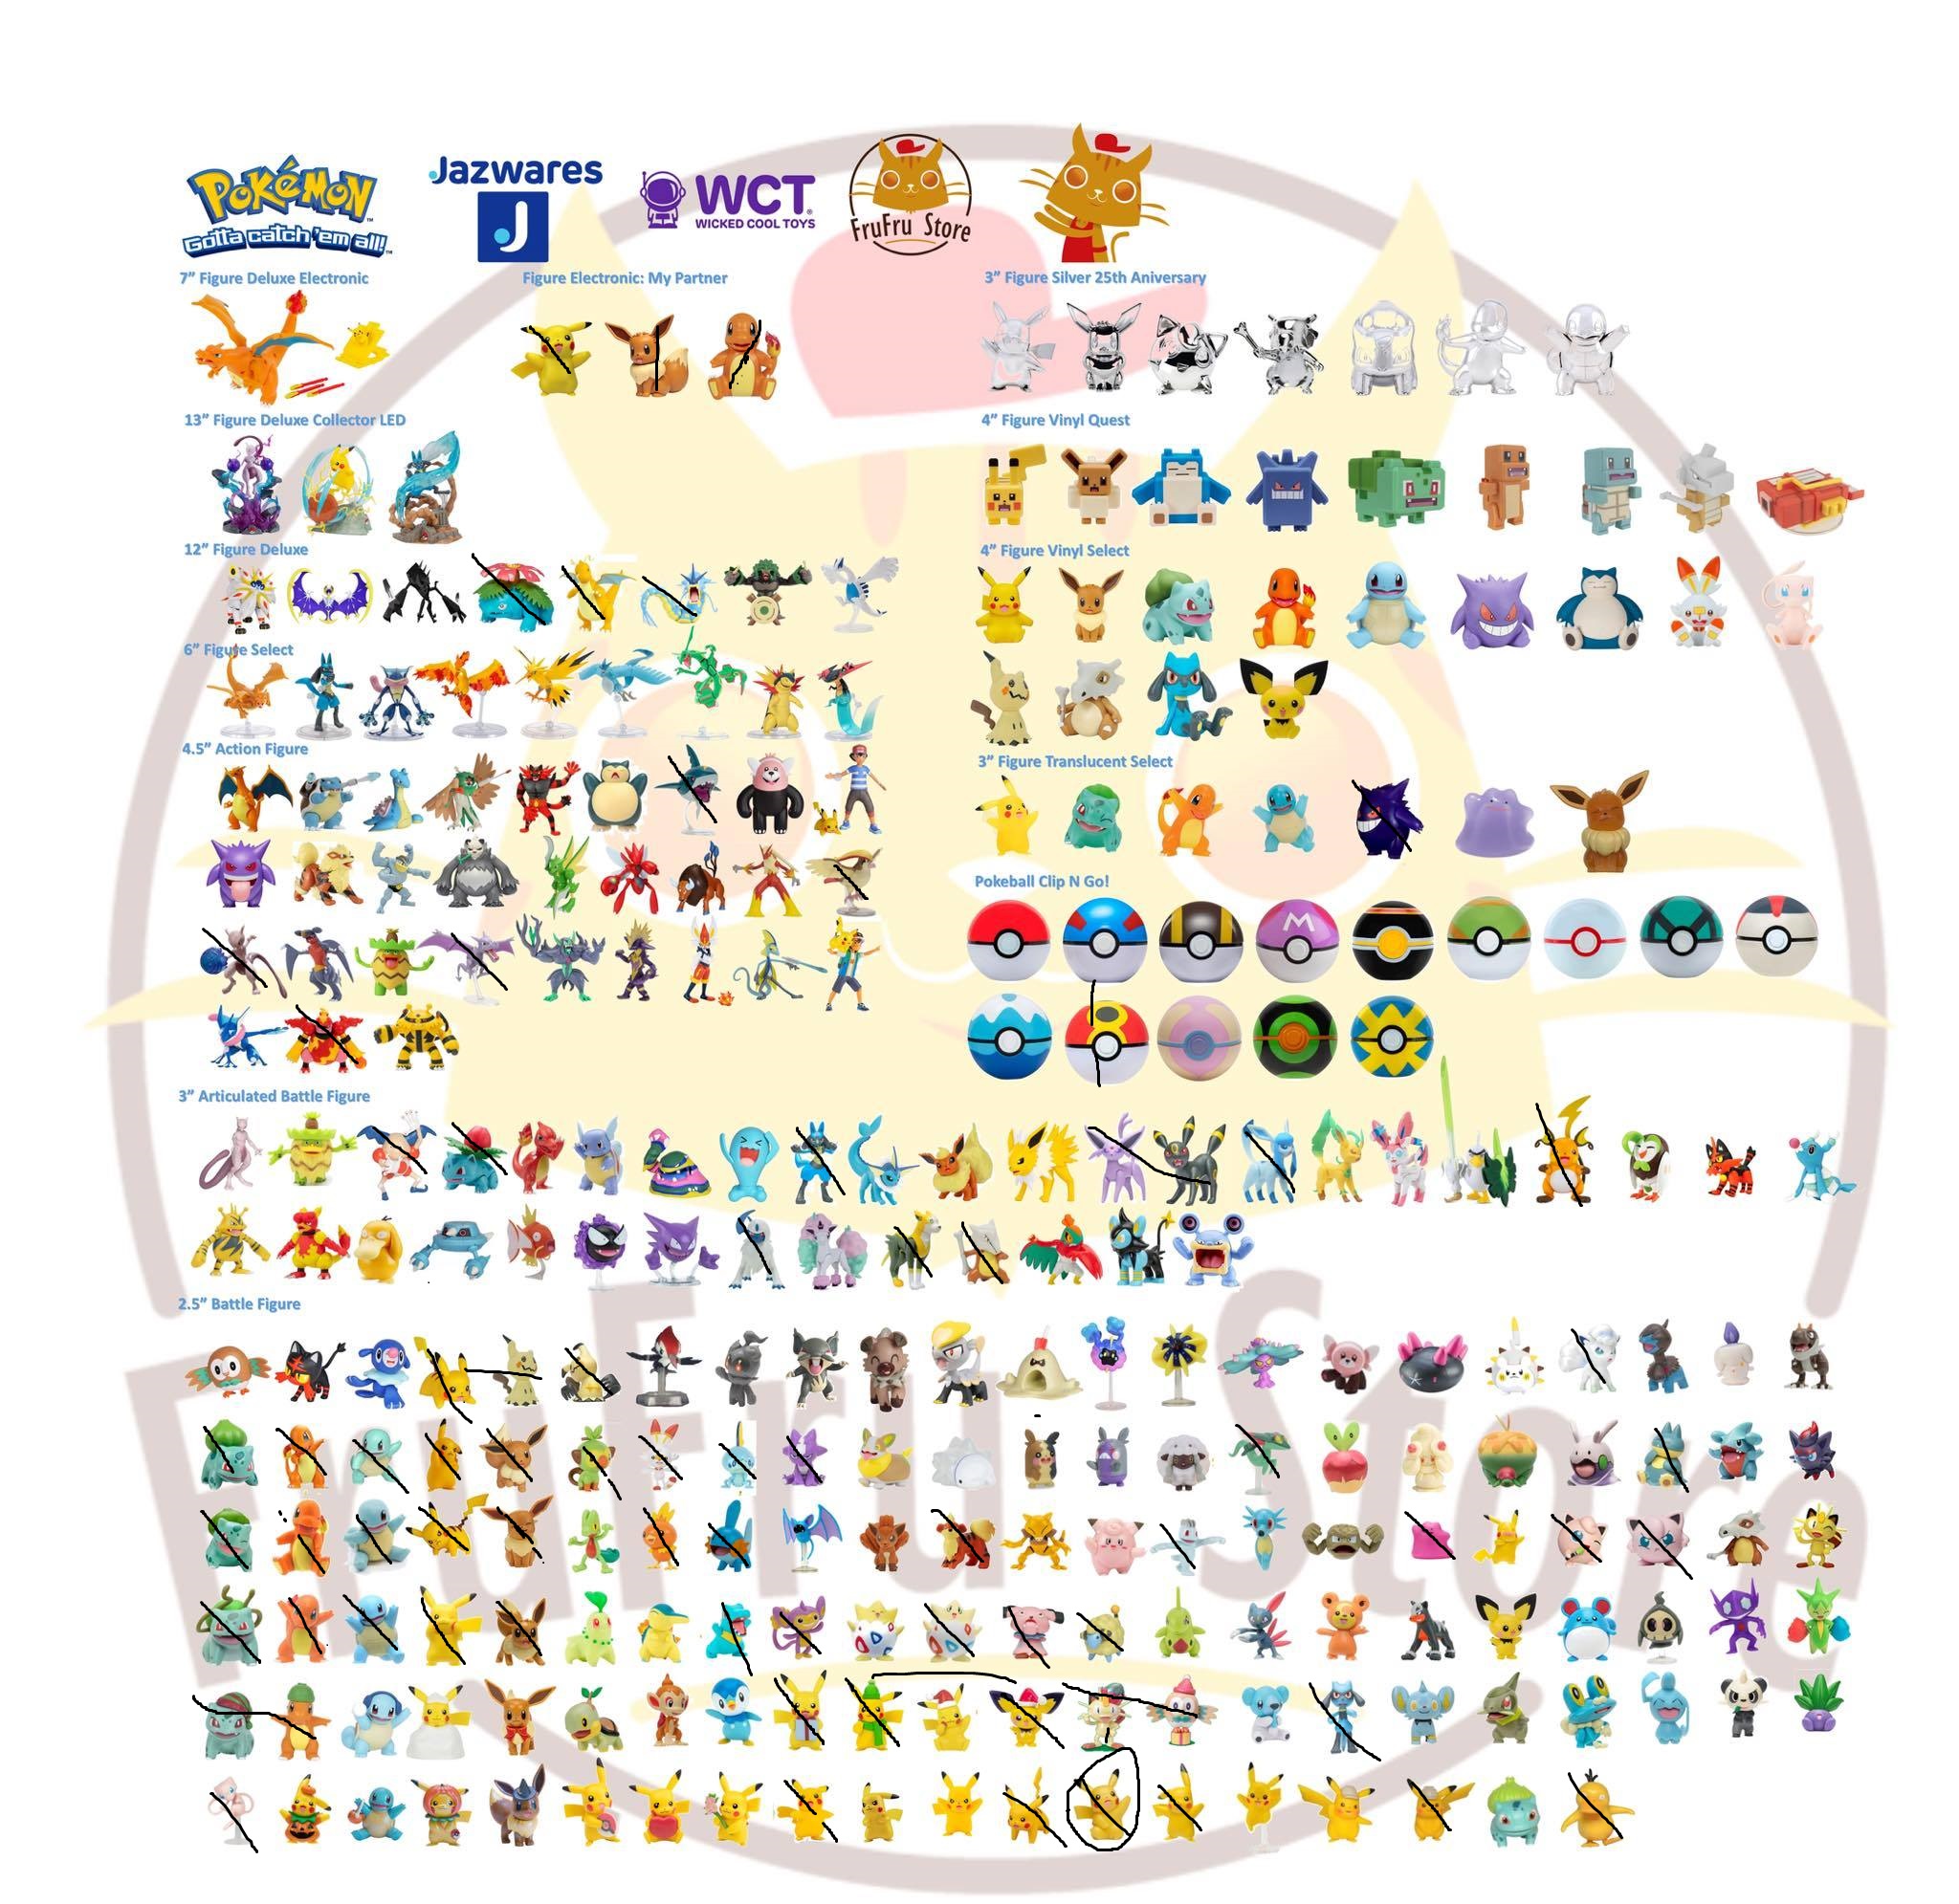 Pokémon
Gotta catch 'em all!
Jazwares
J
WCT
WICKED COOL TOYS
FruFru Store
7” Figure Deluxe Electronic
Figure Electronic: My Partner
3” Figure Silver 25th Aniversary
13” Figure Deluxe Collector LED
4” Figure Vinyl Quest
12” Figure Deluxe
4” Figure Vinyl Select
6” Figure Select
4.5” Action Figure
3” Figure Translucent Select
Pokeball Clip N Go!
M
3” Articulated Battle Figure
2.5” Battle Figure
FruFru Store